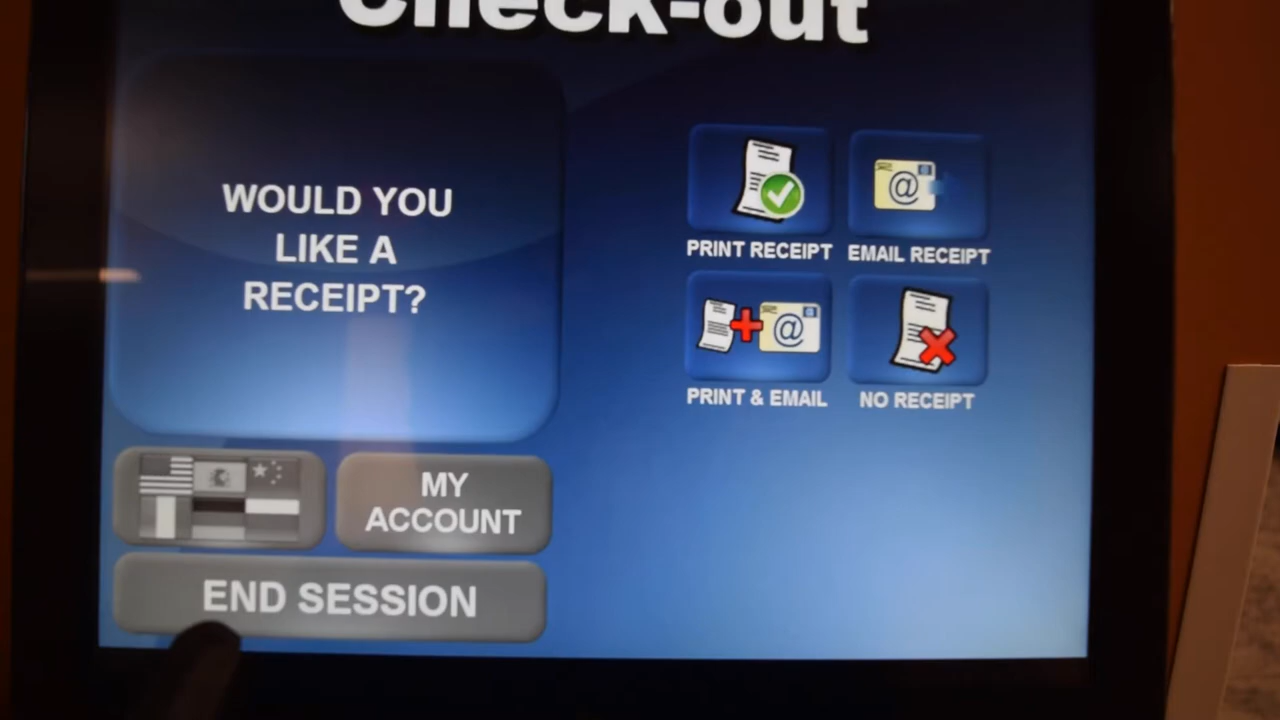 Check-out
WOULD YOU
LIKE A
RECEIPT?
PRINT RECEIPT
EMAIL RECEIPT
PRINT & EMAIL
NO RECEIPT
MY
ACCOUNT
END SESSION